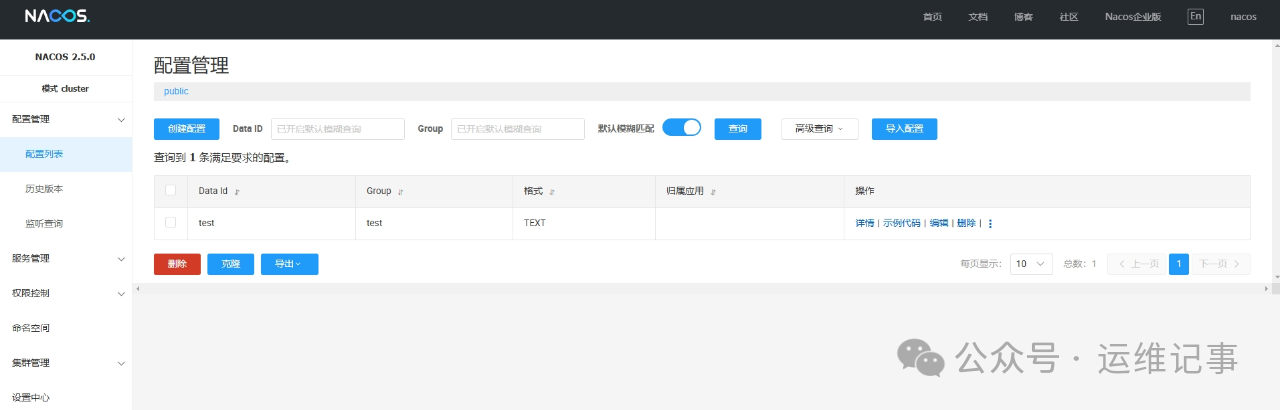 NACOS.
首页 文档 博客 社区 Nacos企业版 En nacos
NACOS 2.5.0
模式 cluster
配置管理
配置列表
历史版本
监听查询
服务管理
权限控制
命名空间
集群管理
设置中心
配置管理
public
创建配置 Data ID 已开启默认模糊查询 Group 已开启默认模糊查询 默认模糊匹配 查询 高级查询 导入配置
查询到 1 条满足要求的配置。
Data Id Group 格式 归属应用 操作
test test TEXT 详情 | 示例代码 | 编辑 | 删除 |
删除 克隆 导出 每页显示: 10 总数: 1 上一页 1 下一页
公众号 · 运维记事